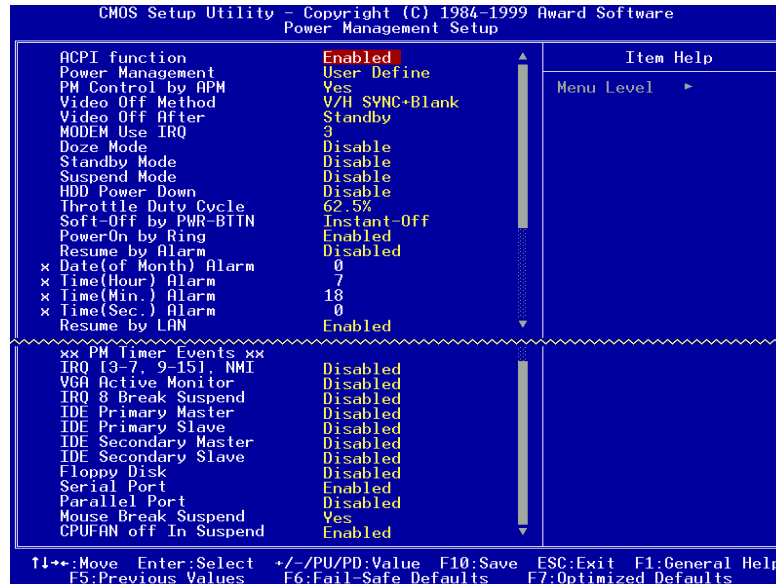 CMOS Setup Utility - Copyright (C) 1984-1999 Award Software
Power Management Setup
ACPI function Enabled Item Help
Power Management User Define
PM Control by APM Yes Menu Level ►
Video Off Method V/H SYNC+Blank
Video Off After Standby
MODEM Use IRQ 3
Doze Mode Disable
Standby Mode Disable
Suspend Mode Disable
HDD Power Down Disable
Throttle Duty Cycle 62.5%
Soft-Off by PWR-BTTN Instant-Off
PowerOn by Ring Enabled
Resume by Alarm Disabled
x Date(of Month) Alarm 0
x Time(Hour) Alarm 7
x Time(Min.) Alarm 18
x Time(Sec.) Alarm 0
Resume by LAN Enabled
xx PM Timer Events xx
IRQ [3-7, 9-15], NMI Disabled
VGA Active Monitor Disabled
IRQ 8 Break Suspend Disabled
IDE Primary Master Disabled
IDE Primary Slave Disabled
IDE Secondary Master Disabled
IDE Secondary Slave Disabled
Floppy Disk Disabled
Serial Port Enabled
Parallel Port Disabled
Mouse Break Suspend Yes
CPUFAN off In Suspend Enabled
↑↓→←:Move Enter:Select +/-/PU/PD:Value F10:Save ESC:Exit F1:General Help
F5:Previous Values F6:Fail-Safe Defaults F7:Optimized Defaults